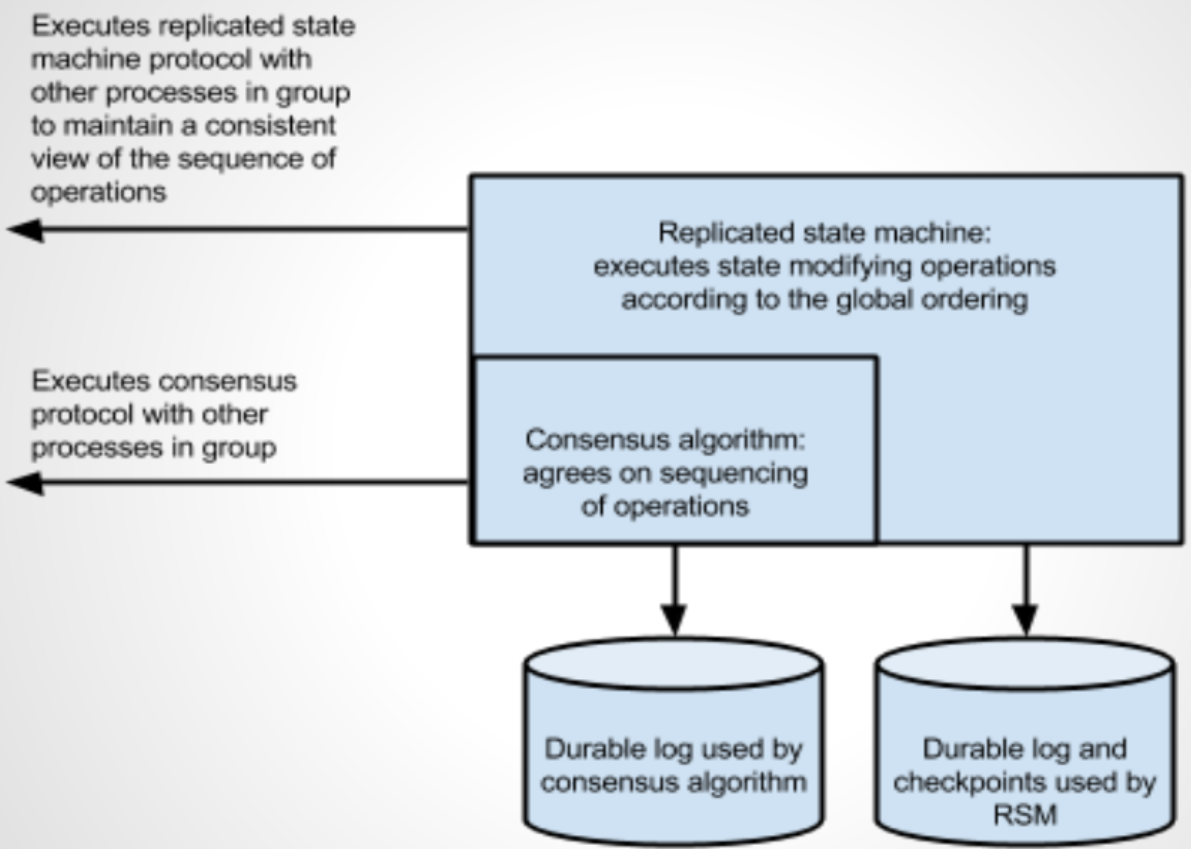 Executes replicated state
machine protocol with
other processes in group
to maintain a consistent
view of the sequence of
operations
Replicated state machine:
executes state modifying operations
according to the global ordering
Executes consensus
protocol with other
processes in group
Consensus algorithm:
agrees on sequencing
of operations
Durable log used by
consensus algorithm
Durable log and
checkpoints used by
RSM